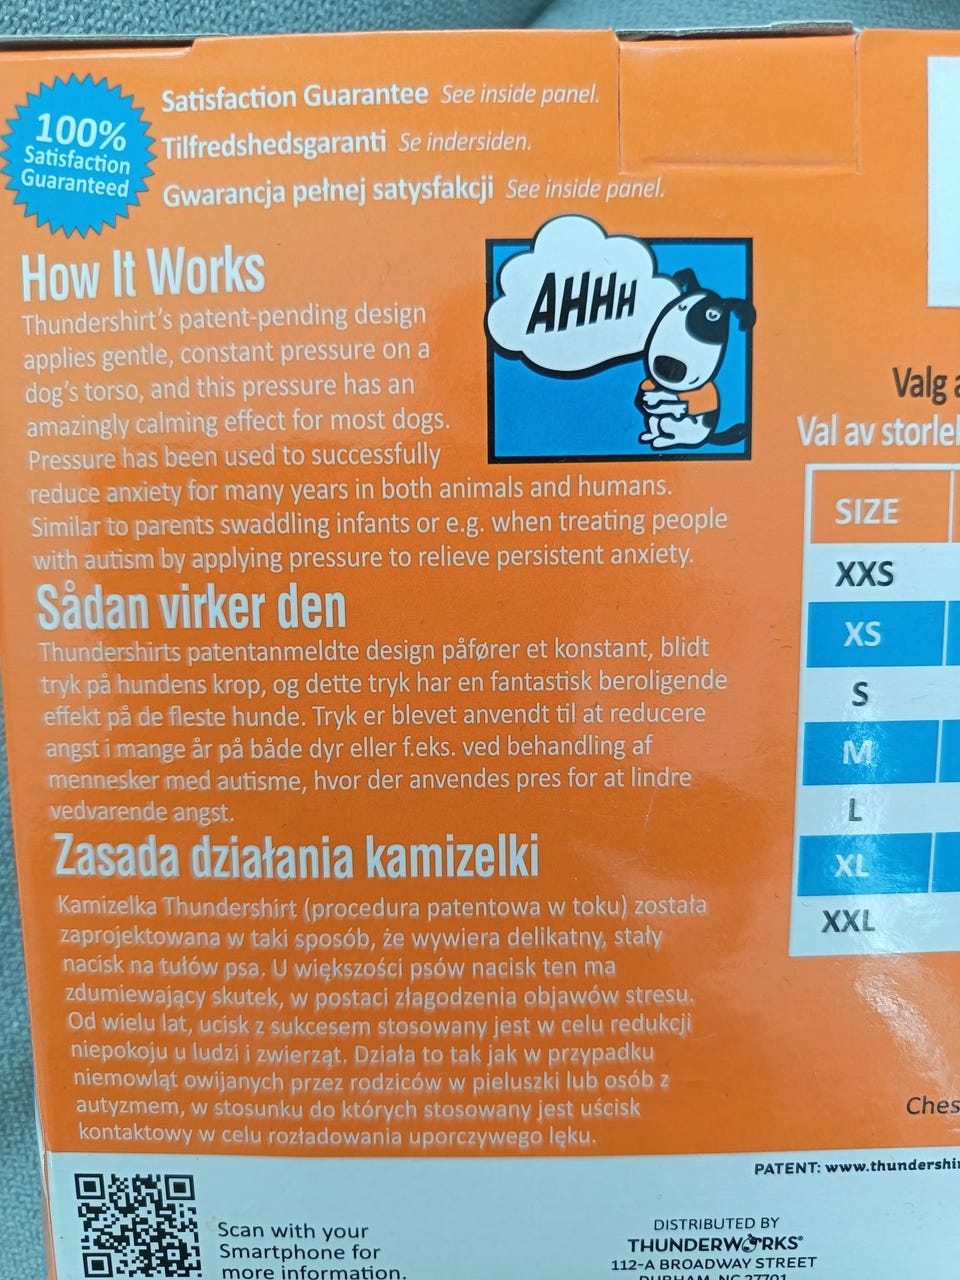 100%
Satisfaction
Guaranteed
Satisfaction Guarantee See inside panel.
Tilfredshedsgaranti Se indersiden.
Gwarancja pełnej satysfakcji See inside panel.
How It Works
Thundershirt's patent-pending design
applies gentle, constant pressure on a
dog's torso, and this pressure has an
amazingly calming effect for most dogs.
Pressure has been used to successfully
reduce anxiety for many years in both animals and humans.
Similar to parents swaddling infants or e.g. when treating people
with autism by applying pressure to relieve persistent anxiety.
AHHH
Sådan virker den
Thundershirts patentanmeldte design påfører et konstant, blidt
tryk på hundens krop, og dette tryk har en fantastisk beroligende
effekt på de fleste hunde. Tryk er blevet anvendt til at reducere
angst i mange år på både dyr eller f.eks. ved behandling af
mennesker med autisme, hvor der anvendes pres for at lindre
vedvarende angst.
Zasada działania kamizelki
Kamizelka Thundershirt (procedura patentowa w toku) została
zaprojektowana w taki sposób, że wywiera delikatny, stały
nacisk na tułów psa. U większości psów nacisk ten ma
zdumiewający skutek, w postaci złagodzenia objawów stresu.
Od wielu lat, ucisk z sukcesem stosowany jest w celu redukcji
niepokoju u ludzi i zwierząt. Działa to tak jak w przypadku
niemowląt owijanych przez rodziców w pieluszki lub osób z
autyzmem, w stosunku do których stosowany jest uścisk
kontaktowy w celu rozładowania uporczywego lęku.
Valg a
Val av storlek
SIZE
XXS
XS
S
M
L
XL
XXL
Ches
PATENT: www.thundershir
Scan with your
Smartphone for
more information.
DISTRIBUTED BY
THUNDERWORKS
112-A BROADWAY STREET
DURHAM, NC 27701